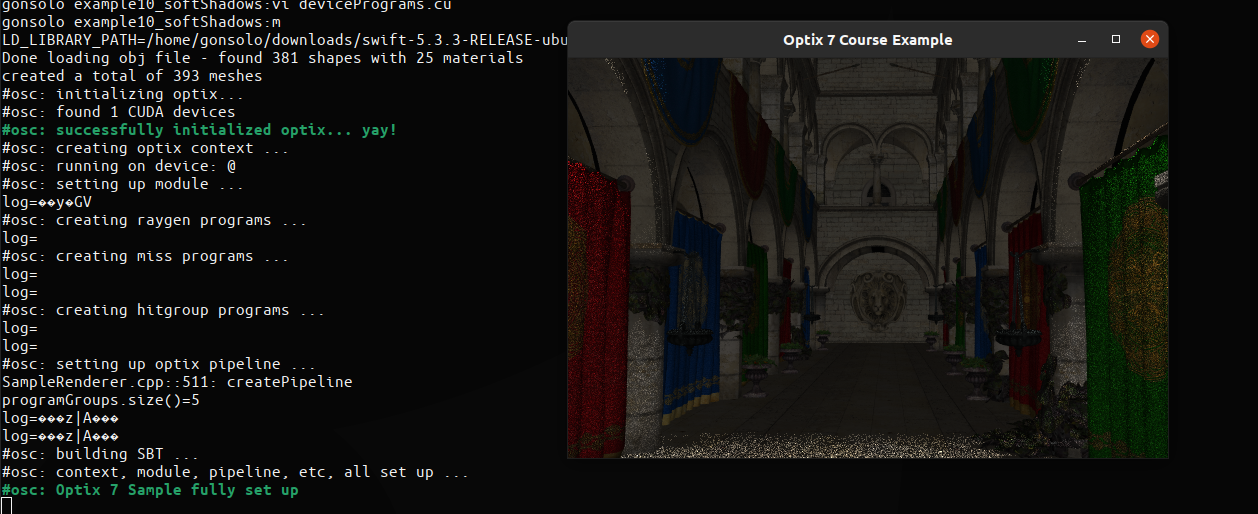 gonsolo example10_softShadows:vi devicePrograms.cu
gonsolo example10_softShadows:m
LD_LIBRARY_PATH=/home/gonsolo/downloads/swift-5.3.3-RELEASE-ubu
Done loading obj file - found 381 shapes with 25 materials
created a total of 393 meshes
#osc: initializing optix...
#osc: found 1 CUDA devices
#osc: successfully initialized optix... yay!
#osc: creating optix context ...
#osc: running on device: @
#osc: setting up module ...
log=��y�GV
#osc: creating raygen programs ...
log=
#osc: creating miss programs ...
log=
log=
#osc: creating hitgroup programs ...
log=
log=
#osc: setting up optix pipeline ...
SampleRenderer.cpp::511: createPipeline
programGroups.size()=5
log=���z|A���
log=���z|A���
#osc: building SBT ...
#osc: context, module, pipeline, etc, all set up ...
#osc: Optix 7 Sample fully set up
Optix 7 Course Example